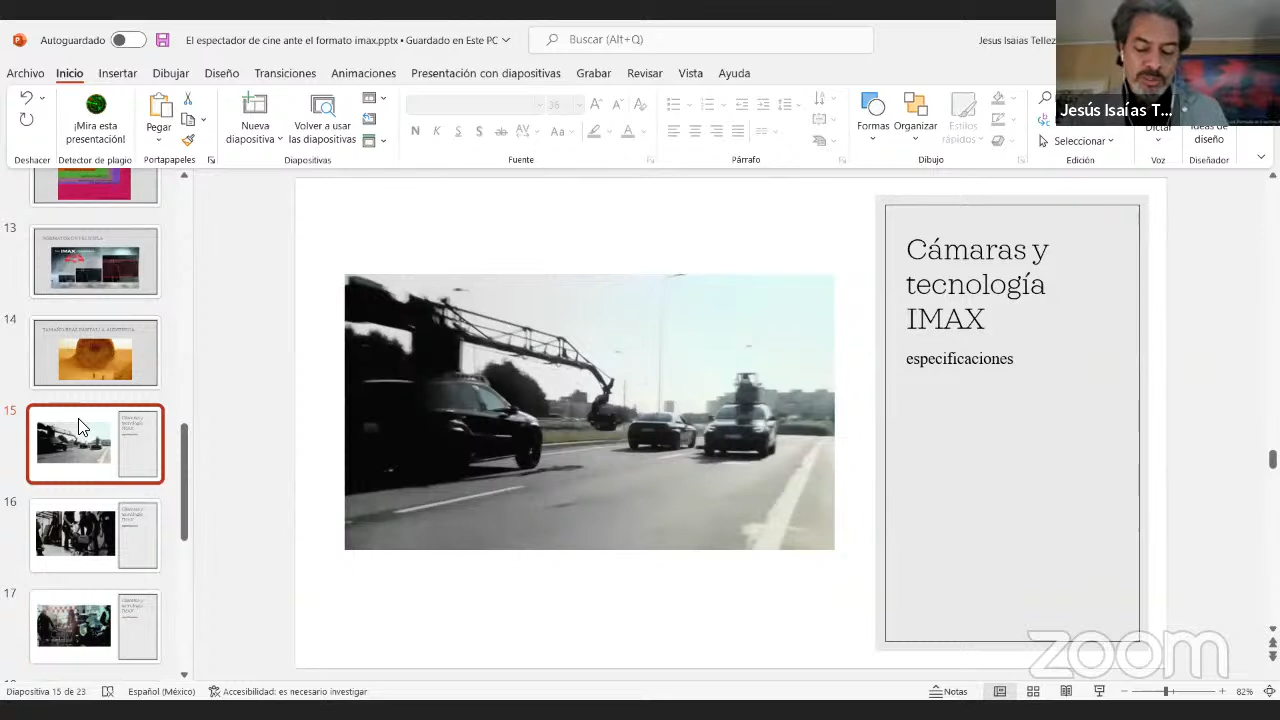 Autoguardado
El espectador de cine ante el formato imax.pptx • Guardado en Este PC
Buscar (Alt+Q)
Jesus Isaias Tellez
Archivo Inicio Insertar Dibujar Diseño Transiciones Animaciones Presentación con diapositivas Grabar Revisar Vista Ayuda
Jesús Isaías T...
¡Mira esta presentación!
Pegar
Nueva diapositiva
Volver a usar las diapositivas
36
N K S S ab AV Aa A
Formas
Organizar
Estilos rápidos
Seleccionar
Dictar
Ideas de diseño
Deshacer
Detector de plagio
Portapapeles
Diapositivas
Fuente
Párrafo
Dibujo
Edición
Voz
Diseñador
13
14
15
16
17
Cámaras y
tecnología
IMAX
especificaciones
zoom
Diapositiva 15 de 23
Español (México)
Accesibilidad: es necesario investigar
Notas
82%